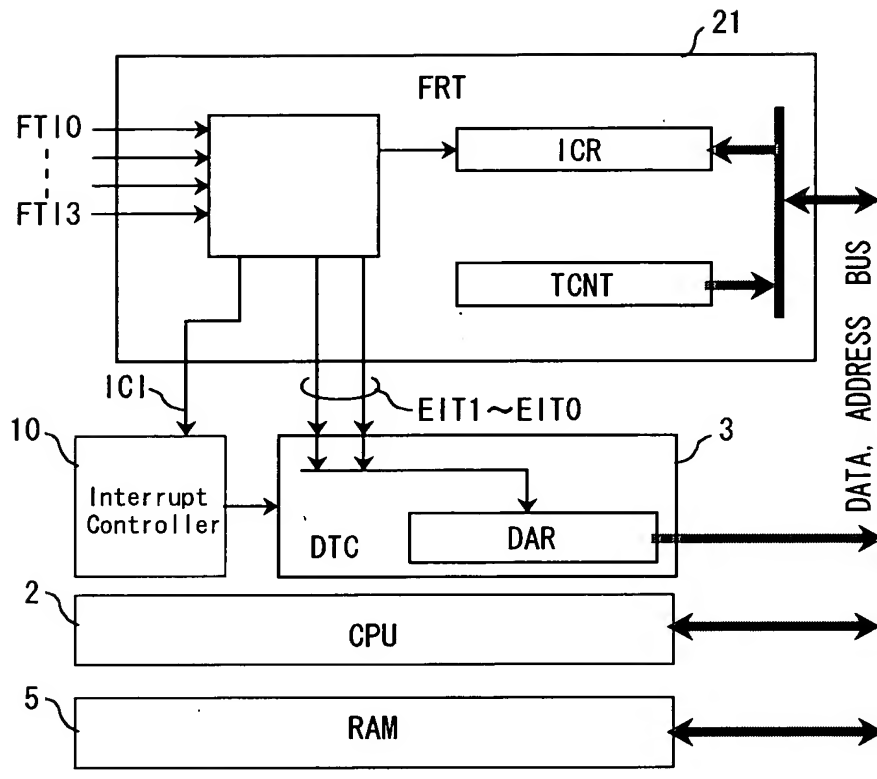 21
FRT
FTI0
FTI3
ICR
TCNT
DATA, ADDRESS BUS
ICI
EIT1～EIT0
10
3
Interrupt
Controller
DTC
DAR
2
CPU
5
RAM